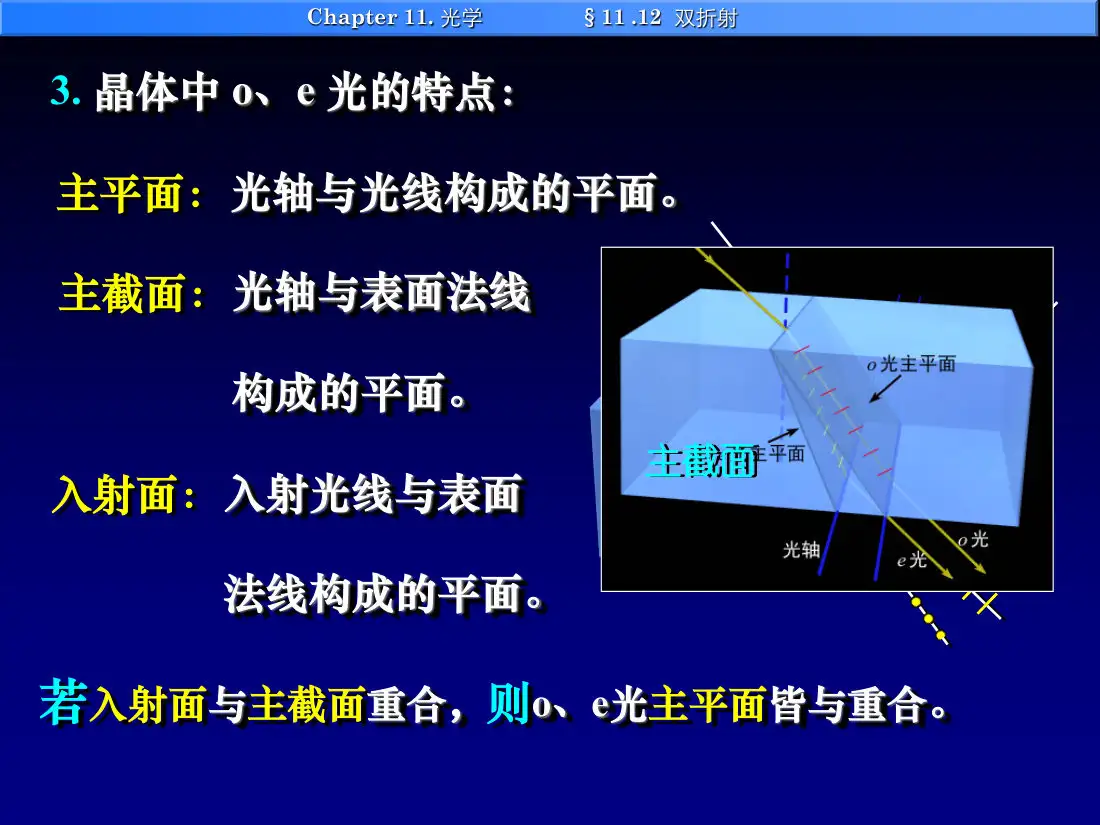 Chapter 11. 光学 § 11 .12 双折射
3. 晶体中 o、e 光的特点：
主平面：光轴与光线构成的平面。
主截面：光轴与表面法线
构成的平面。
入射面：入射光线与表面
法线构成的平面。
o 光主平面
主截面
主平面
光轴
e 光
o 光
若入射面与主截面重合，则o、e光主平面皆与重合。